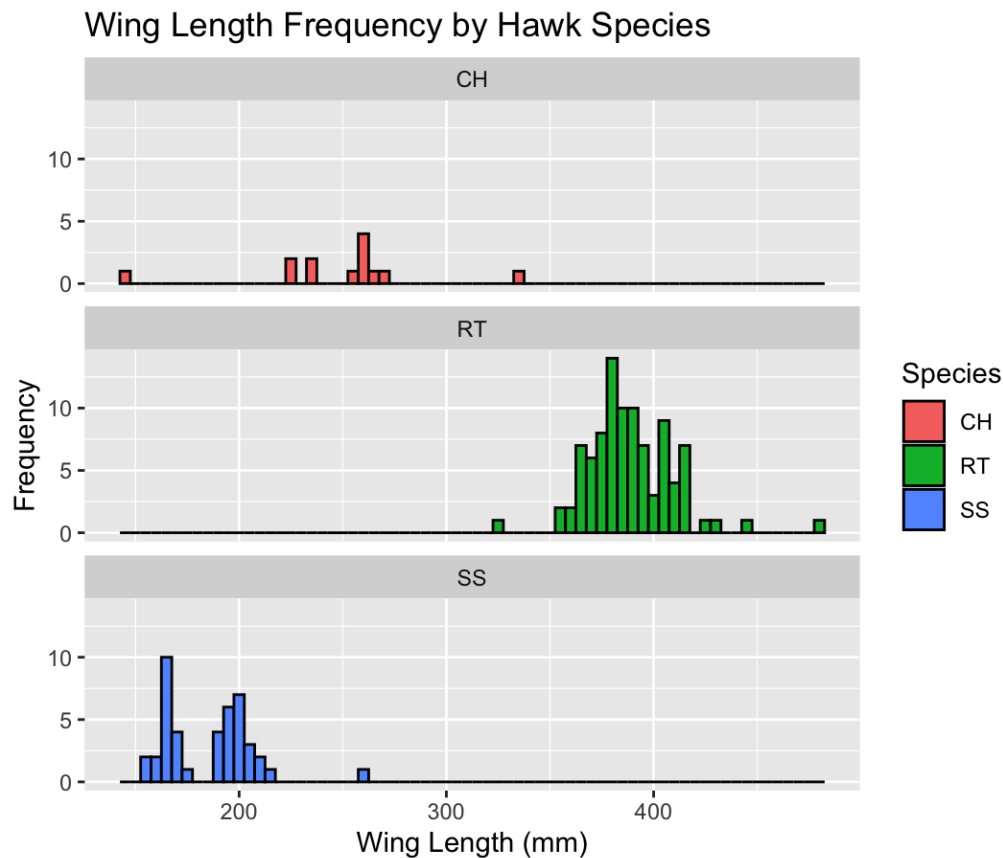 Wing Length Frequency by Hawk Species
CH
10
5
0
RT
10
5
0
SS
10
5
0
200 300 400
Wing Length (mm)
Frequency
Species
CH
RT
SS